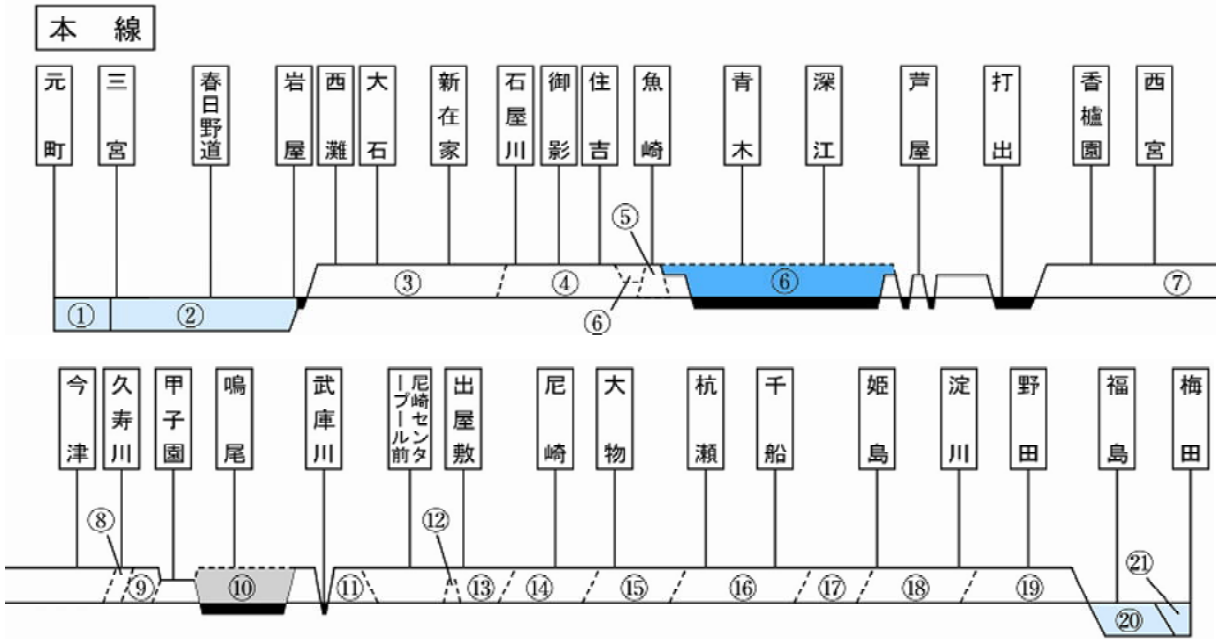 本線
元町
三宮
春日野道
岩屋
西灘
大石
新在家
石屋川
御影
住吉
魚崎
青木
深江
芦屋
打出
香櫨園
西宮
⑤
③
④
⑥
⑦
①
②
⑥
今津
久寿川
甲子園
鳴尾
武庫川
尼崎センタ
ープール前
出屋敷
尼崎
大物
杭瀬
千船
姫島
淀川
野田
福島
梅田
⑧
⑫
㉑
⑨
⑩
⑪
⑬
⑭
⑮
⑯
⑰
⑱
⑲
⑳